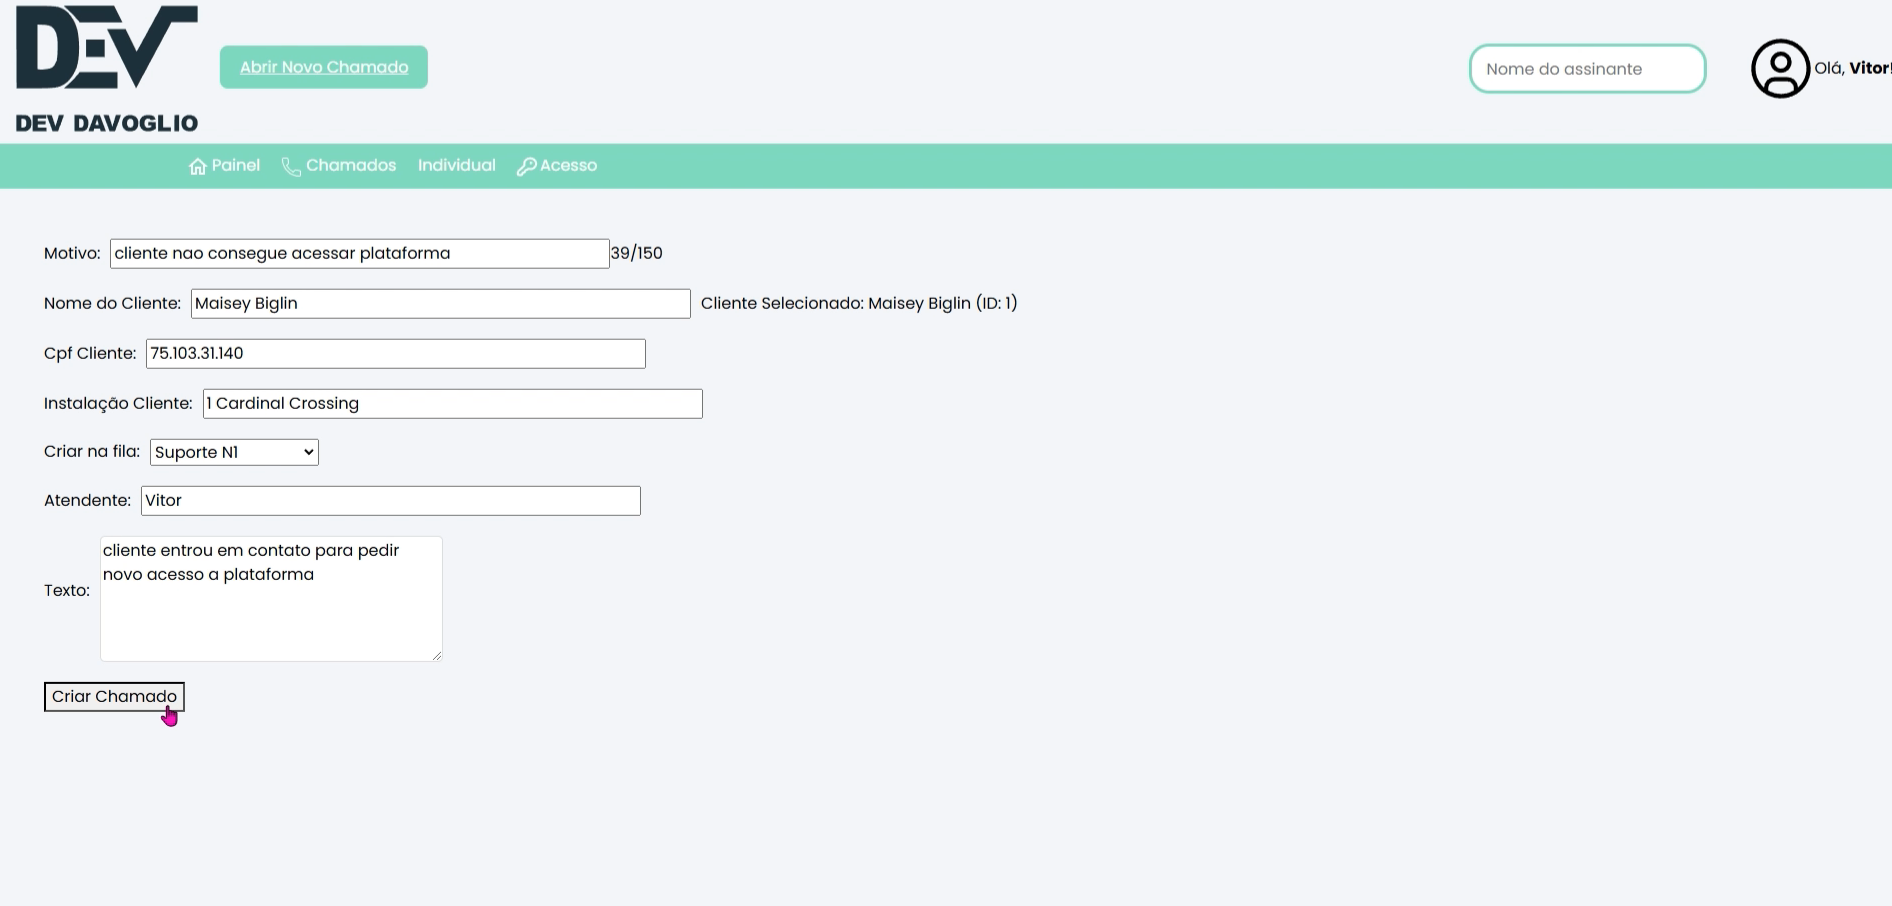 DEV
DEV DAVOGLIO
Abrir Novo Chamado
Nome do assinante
Olá, Vitor!
Painel Chamados Individual Acesso
Motivo: cliente nao consegue acessar plataforma 39/150
Nome do Cliente: Maisey Biglin Cliente Selecionado: Maisey Biglin (ID: 1)
Cpf Cliente: 75.103.31.140
Instalação Cliente: 1 Cardinal Crossing
Criar na fila: Suporte N1
Atendente: Vitor
Texto: cliente entrou em contato para pedir
novo acesso a plataforma
Criar Chamado